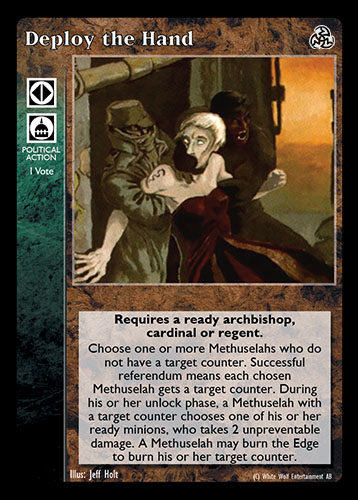 Deploy the Hand
POLITICAL
ACTION
1 Vote
Requires a ready archbishop,
cardinal or regent.
Choose one or more Methuselahs who do
not have a target counter. Successful
referendum means each chosen
Methuselah gets a target counter. During
his or her unlock phase, a Methuselah with
a target counter chooses one of his or her
ready minions, who takes 2 unpreventable
damage. A Methuselah may burn the Edge
to burn his or her target counter.
Illus: Jeff Holt
(C) White Wolf Entertainment AB